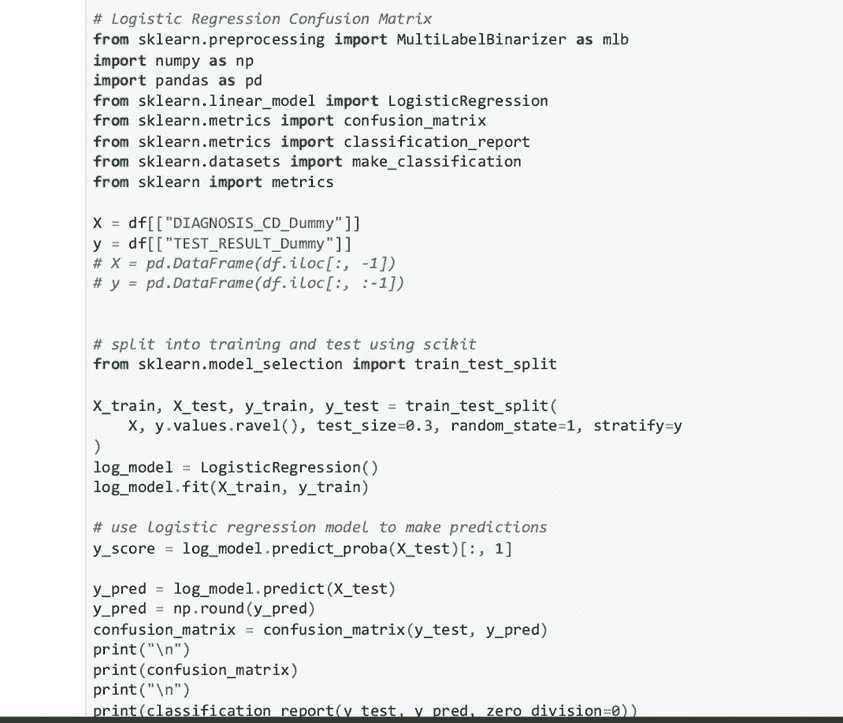 # Logistic Regression Confusion Matrix
from sklearn.preprocessing import MultiLabelBinarizer as mlb
import numpy as np
import pandas as pd
from sklearn.linear_model import LogisticRegression
from sklearn.metrics import confusion_matrix
from sklearn.metrics import classification_report
from sklearn.datasets import make_classification
from sklearn import metrics

X = df[["DIAGNOSIS_CD_Dummy"]]
y = df[["TEST_RESULT_Dummy"]]
# X = pd.DataFrame(df.iloc[:, -1])
# y = pd.DataFrame(df.iloc[:, :-1])

# split into training and test using scikit
from sklearn.model_selection import train_test_split

X_train, X_test, y_train, y_test = train_test_split(
    X, y.values.ravel(), test_size=0.3, random_state=1, stratify=y
)
log_model = LogisticRegression()
log_model.fit(X_train, y_train)

# use logistic regression model to make predictions
y_score = log_model.predict_proba(X_test)[:, 1]

y_pred = log_model.predict(X_test)
y_pred = np.round(y_pred)
confusion_matrix = confusion_matrix(y_test, y_pred)
print("\n")
print(confusion_matrix)
print("\n")
print(classification_report(y_test, y_pred, zero_division=0))